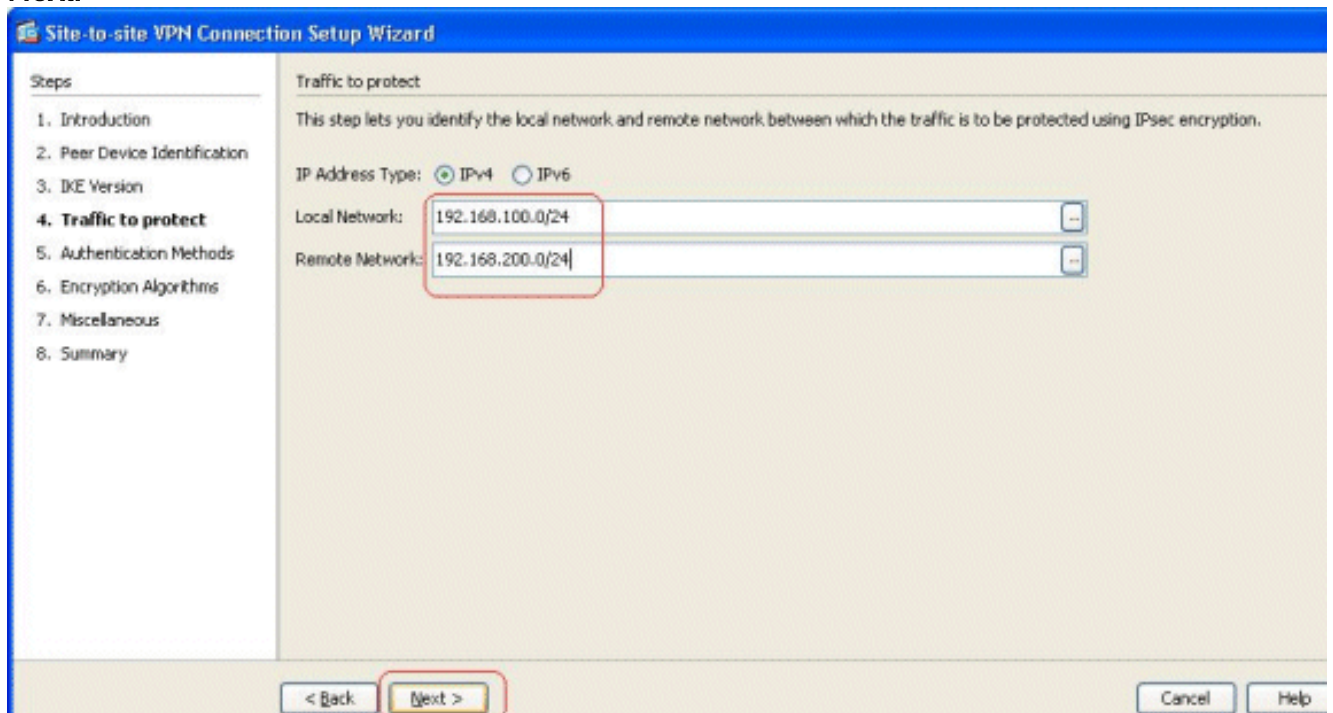 Site-to-site VPN Connection Setup Wizard
Steps
1. Introduction
2. Peer Device Identification
3. IKE Version
4. Traffic to protect
5. Authentication Methods
6. Encryption Algorithms
7. Miscellaneous
8. Summary
Traffic to protect
This step lets you identify the local network and remote network between which the traffic is to be protected using IPsec encryption.
IP Address Type: IPv4 IPv6
Local Network: 192.168.100.0/24 ...
Remote Network: 192.168.200.0/24 ...
< Back Next > Cancel Help